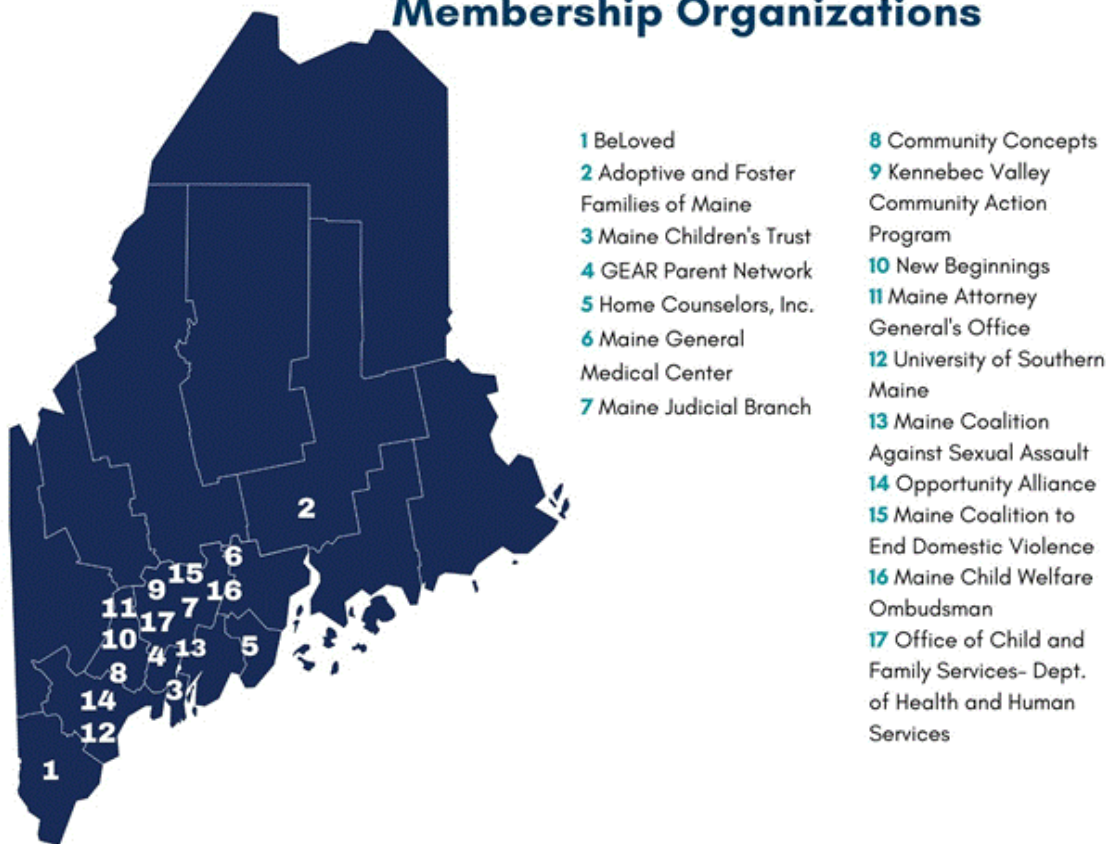 Membership Organizations
1 BeLoved
2 Adoptive and Foster
Families of Maine
3 Maine Children's Trust
4 GEAR Parent Network
5 Home Counselors, Inc.
6 Maine General
Medical Center
7 Maine Judicial Branch
8 Community Concepts
9 Kennebec Valley
Community Action
Program
10 New Beginnings
11 Maine Attorney
General's Office
12 University of Southern
Maine
13 Maine Coalition
Against Sexual Assault
14 Opportunity Alliance
15 Maine Coalition to
End Domestic Violence
16 Maine Child Welfare
Ombudsman
17 Office of Child and
Family Services- Dept.
of Health and Human
Services
2
6
15
9
16
11
7
17
10
4
13
5
8
3
14
12
1